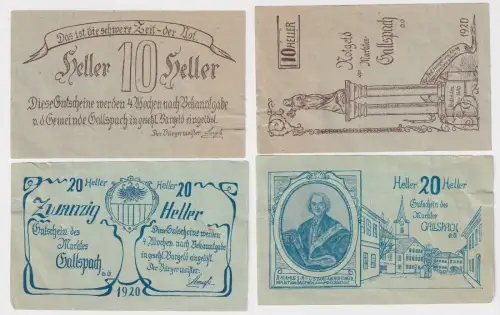 Das ist die schwere Zeit - der Not.
Heller 10 Heller
Diese Gutscheine werden 4 Wochen nach Bekanntgabe
v. d. Gemeinde Gallspach in gesetzl. Bargeld eingelöst.
Der Bürgermeister:
10 HELLER
Notgeld
der
Marktes
Gallspach
o.ö
1920
20 Heller
20 Heller
Zwanzig
Heller
Gutschein des
Marktes
Gallspach
o.ö
Diese Gutscheine werden
4 Wochen nach Bekanntgabe
in gesetzl. Bargeld eingelöst.
Der Bürgermeister:
1920
Heller 20 Heller
Gutschein des
Marktes
GALLSPACH
o.ö